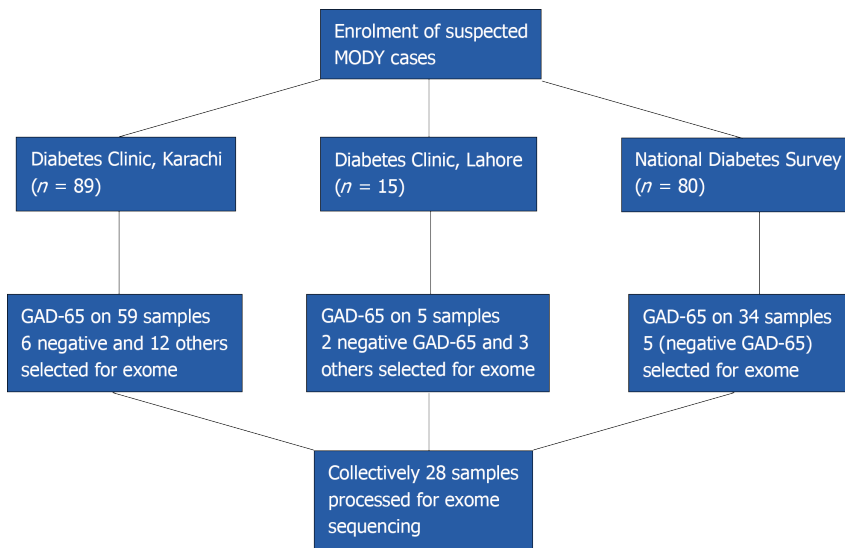 Enrolment of suspected
MODY cases
Diabetes Clinic, Karachi
(n = 89)
Diabetes Clinic, Lahore
(n = 15)
National Diabetes Survey
(n = 80)
GAD-65 on 59 samples
6 negative and 12 others
selected for exome
GAD-65 on 5 samples
2 negative GAD-65 and 3
others selected for exome
GAD-65 on 34 samples
5 (negative GAD-65)
selected for exome
Collectively 28 samples
processed for exome
sequencing